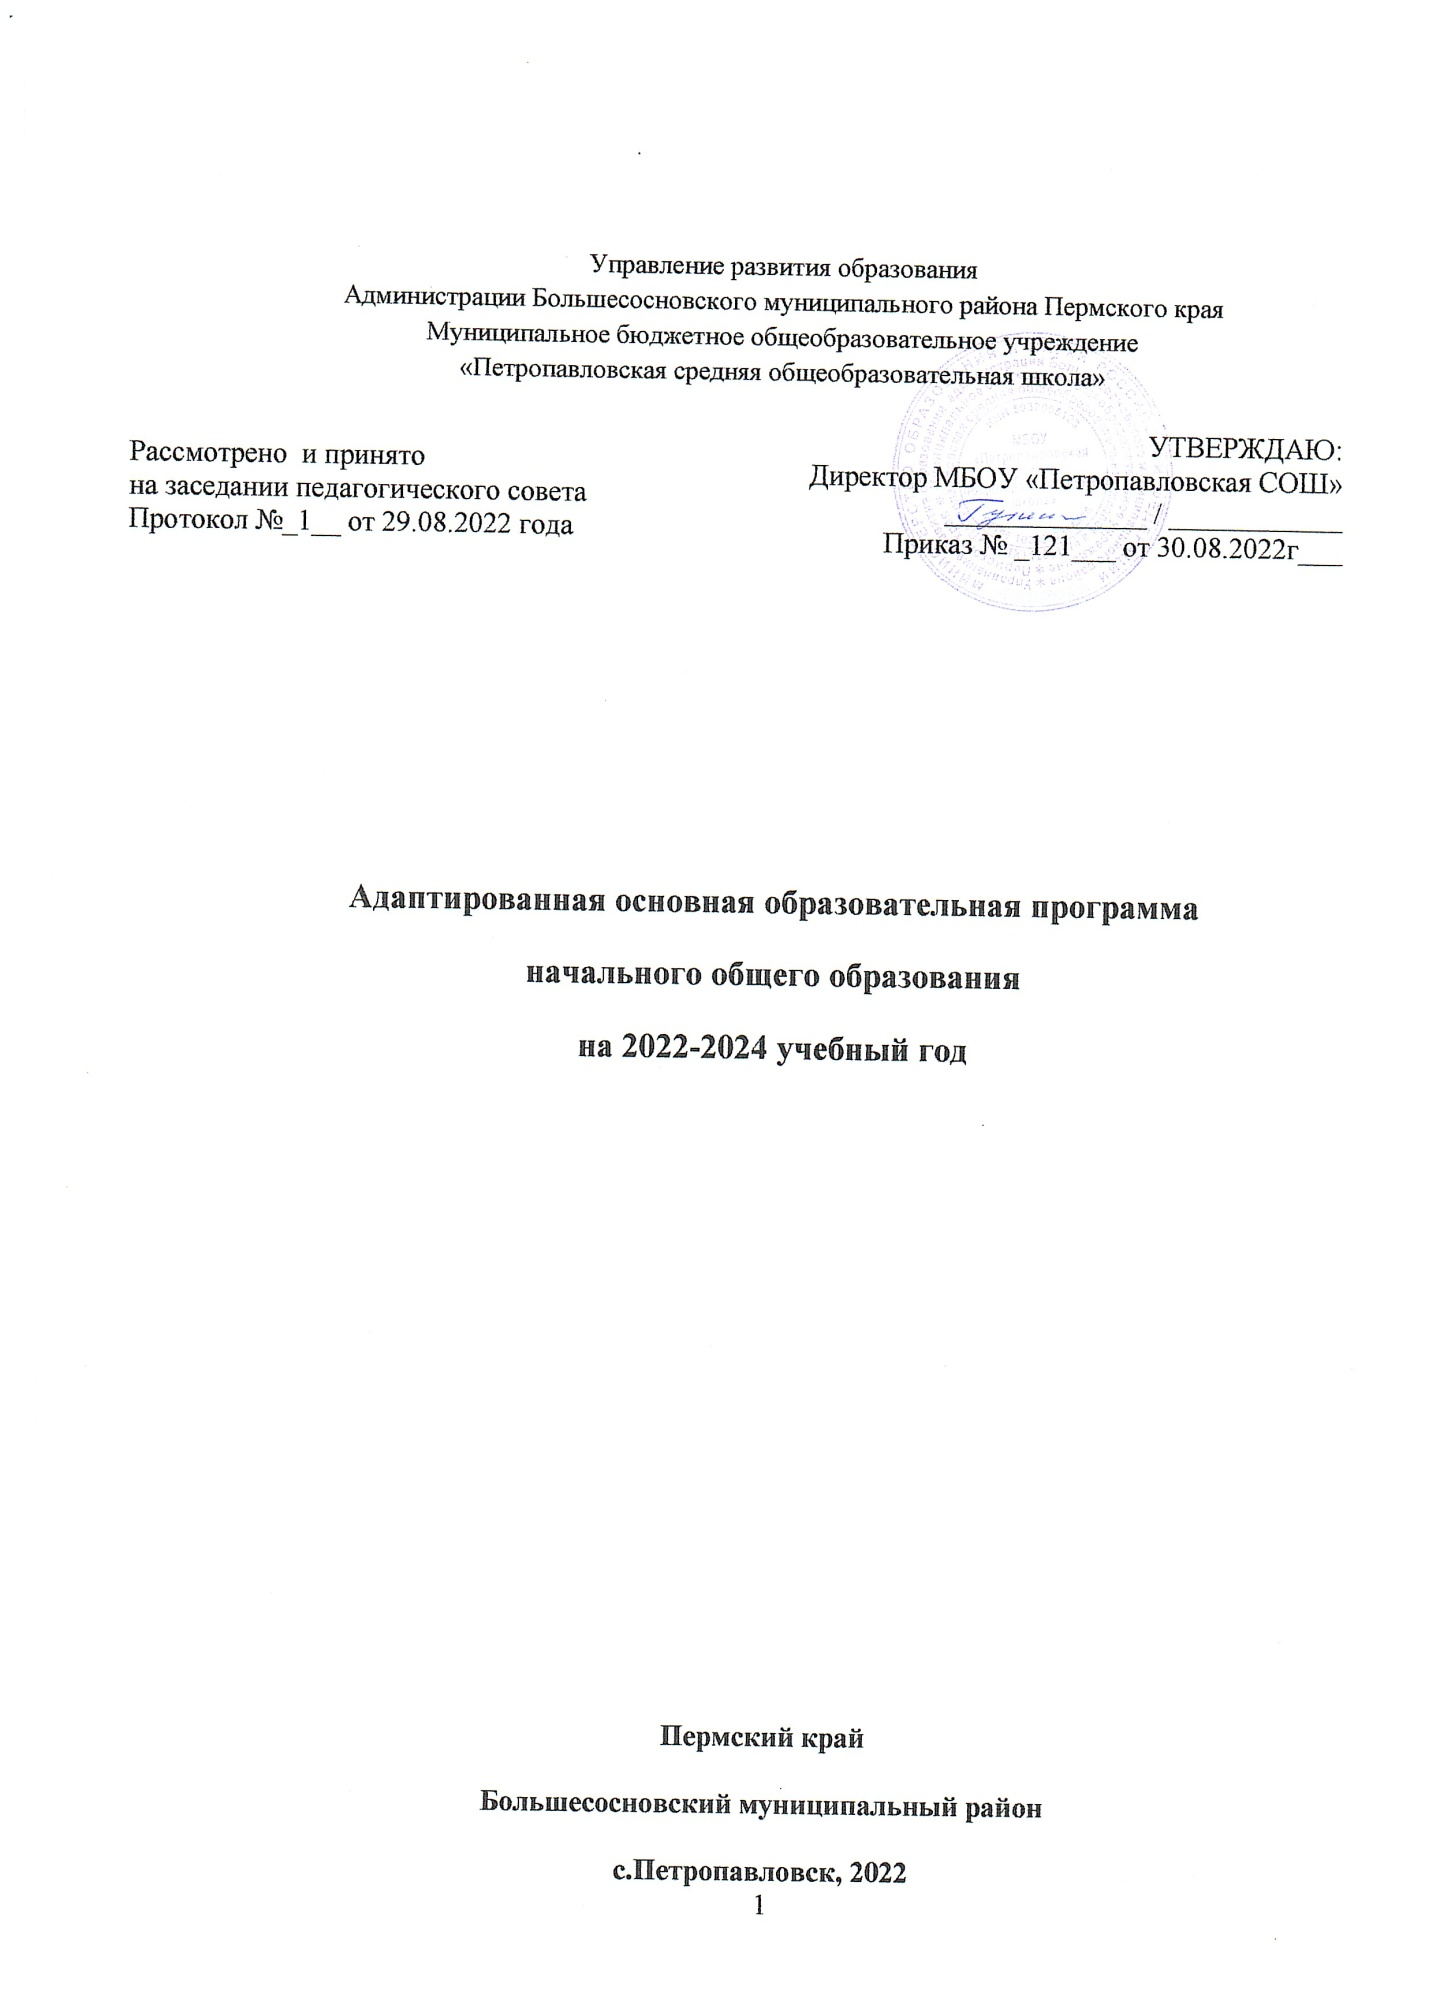 Управление развития образования
Администрации Большесосновского муниципального района Пермского края
Муниципальное бюджетное общеобразовательное учреждение
«Петропавловская средняя общеобразовательная школа»
Рассмотрено и принято
на заседании педагогического совета
Протокол №_1__ от 29.08.2022 года
УТВЕРЖДАЮ:
Директор МБОУ «Петропавловская СОШ»
______________ / ____________
Приказ № _121___ от 30.08.2022г___
Адаптированная основная образовательная программа
начального общего образования
на 2022-2024 учебный год
Пермский край
Большесосновский муниципальный район
с.Петропавловск, 2022
1